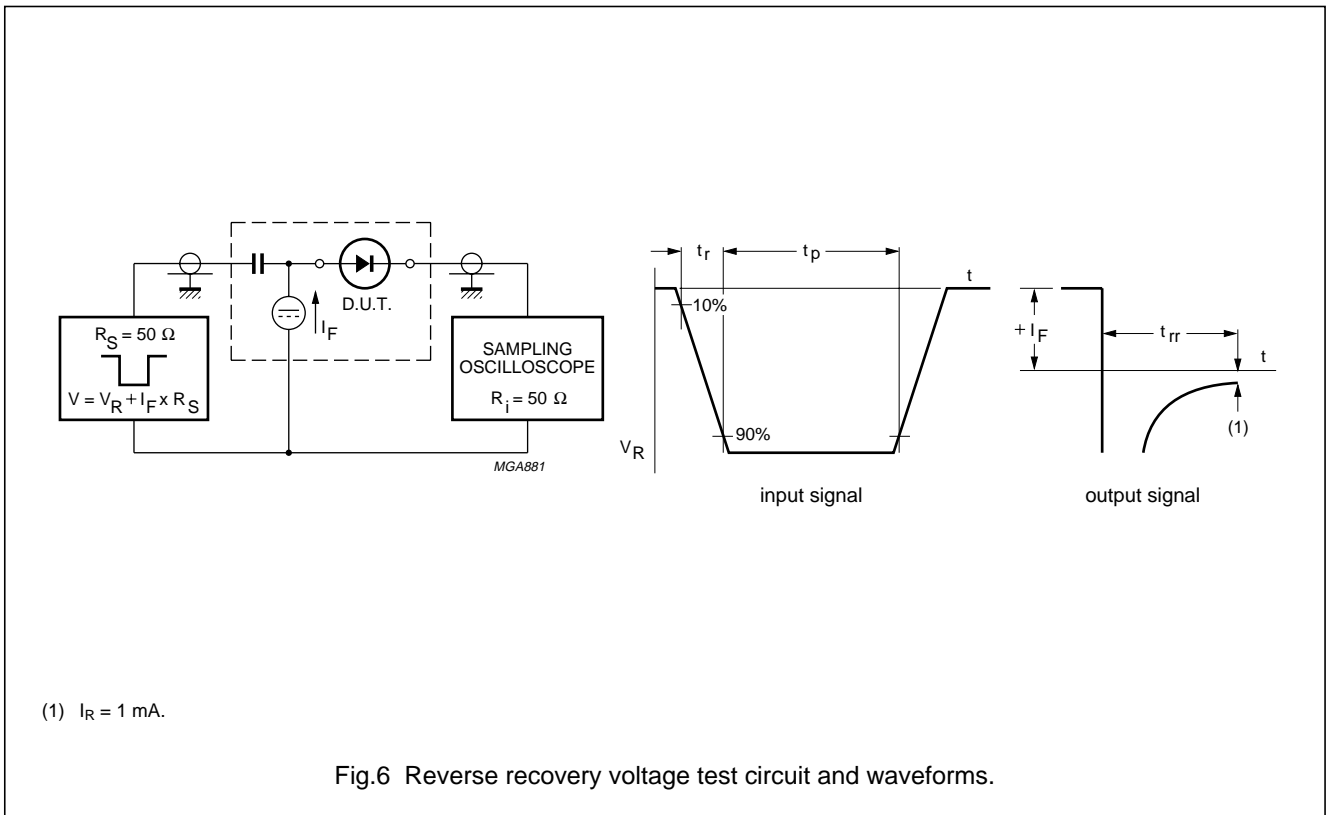 R_S = 50 Ω
V = V_R + I_F x R_S
I_F
D.U.T.
SAMPLING
OSCILLOSCOPE
R_i = 50 Ω
MGA881
t_r
t_p
t
10%
90%
V_R
input signal
+ I_F
t_rr
t
(1)
output signal
(1) I_R = 1 mA.
Fig.6 Reverse recovery voltage test circuit and waveforms.